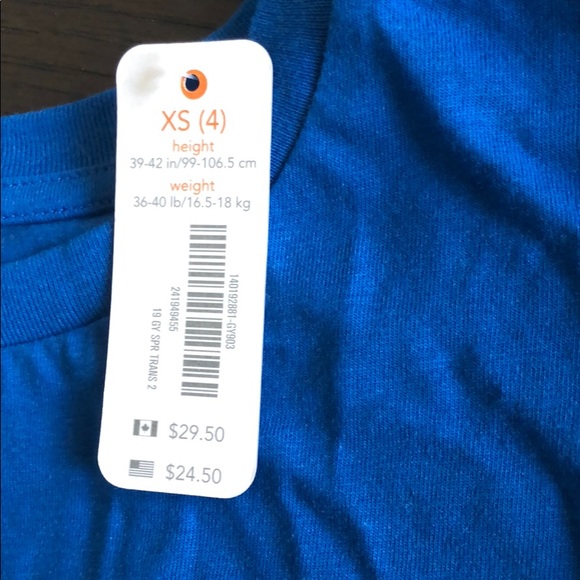 XS (4)
height
39-42 in/99-106.5 cm
weight
36-40 lb/16.5-18 kg
140192881-GY903
241949455
19 GY SPR TRANS 2
$29.50
$24.50